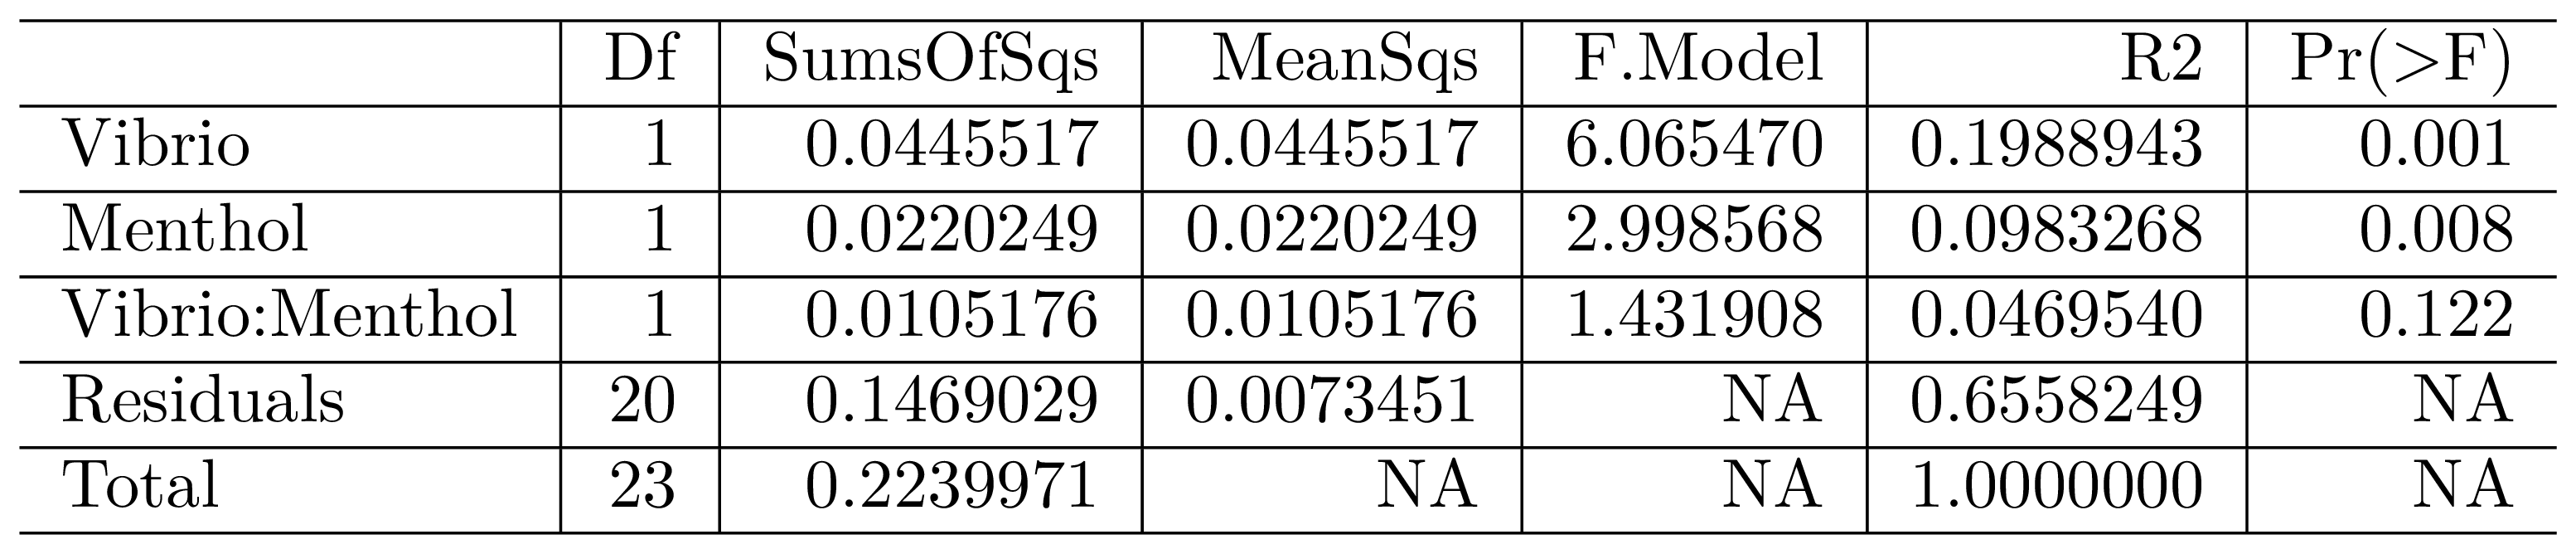 Df SumsOfSqs MeanSqs F.Model R2 Pr(>F)
Vibrio 1 0.0445517 0.0445517 6.065470 0.1988943 0.001
Menthol 1 0.0220249 0.0220249 2.998568 0.0983268 0.008
Vibrio:Menthol 1 0.0105176 0.0105176 1.431908 0.0469540 0.122
Residuals 20 0.1469029 0.0073451 NA 0.6558249 NA
Total 23 0.2239971 NA NA 1.0000000 NA